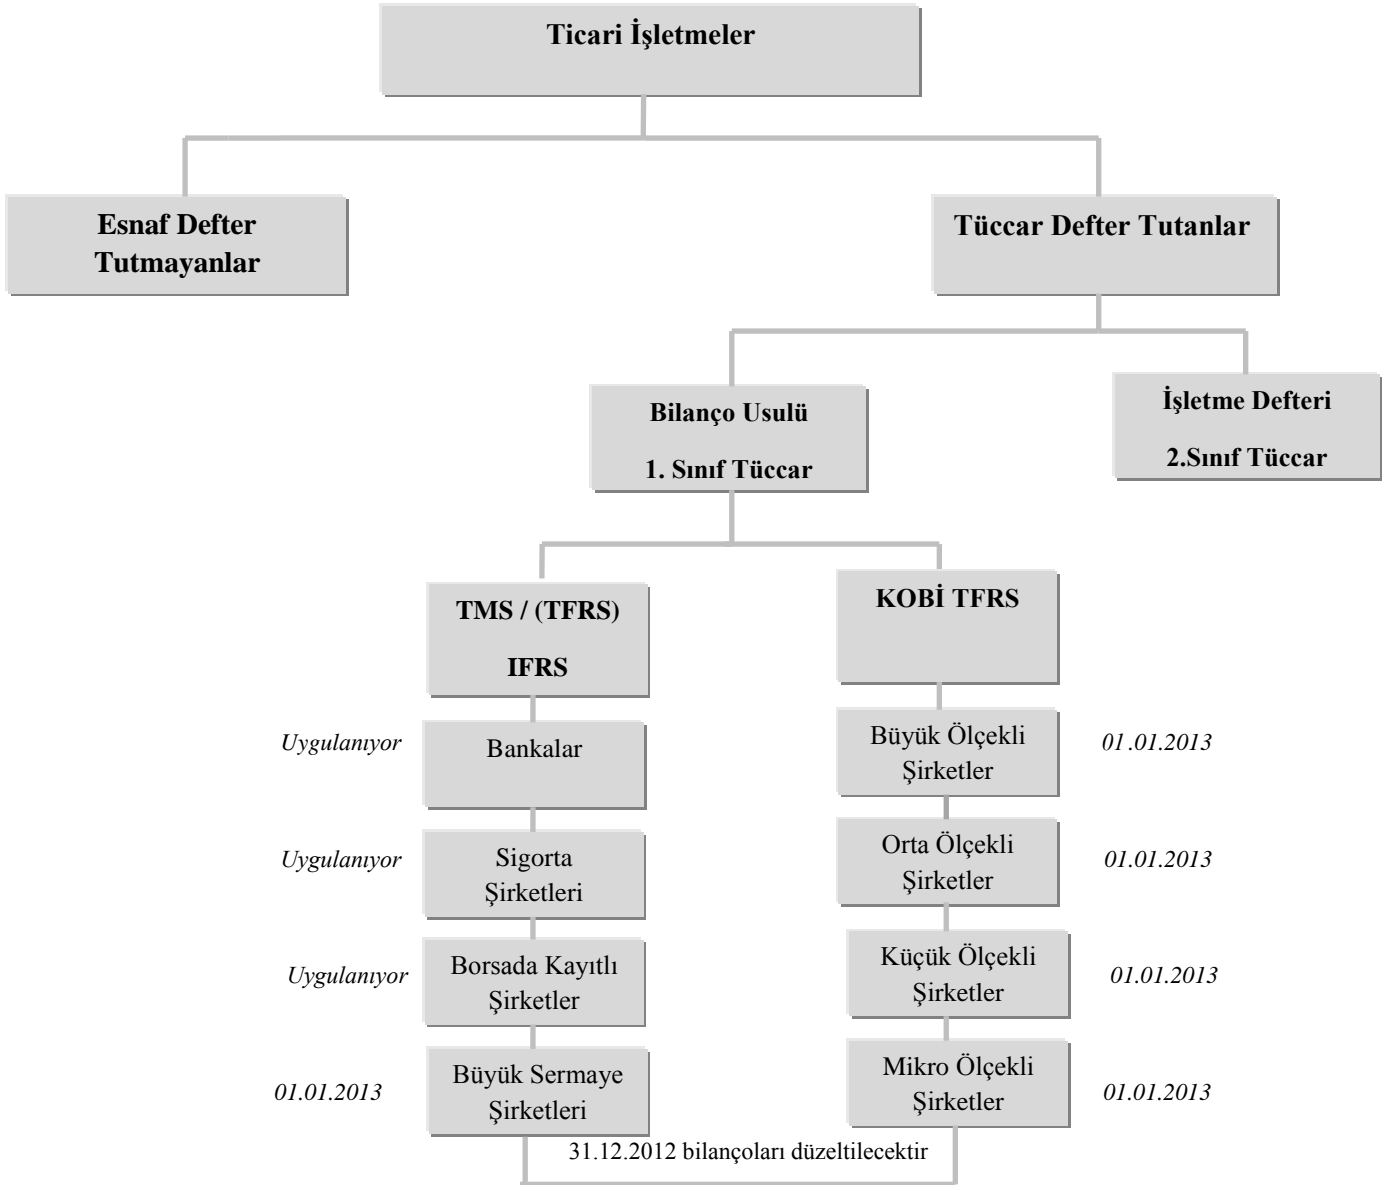 Ticari İşletmeler
Esnaf Defter
Tutmayanlar
Tüccar Defter Tutanlar
Bilanço Usulü
1. Sınıf Tüccar
İşletme Defteri
2.Sınıf Tüccar
TMS / (TFRS)
IFRS
KOBİ TFRS
Uygulanıyor
Bankalar
Büyük Ölçekli
Şirketler
01.01.2013
Uygulanıyor
Sigorta
Şirketleri
Orta Ölçekli
Şirketler
01.01.2013
Uygulanıyor
Borsada Kayıtlı
Şirketler
Küçük Ölçekli
Şirketler
01.01.2013
01.01.2013
Büyük Sermaye
Şirketleri
Mikro Ölçekli
Şirketler
01.01.2013
31.12.2012 bilançoları düzeltilecektir